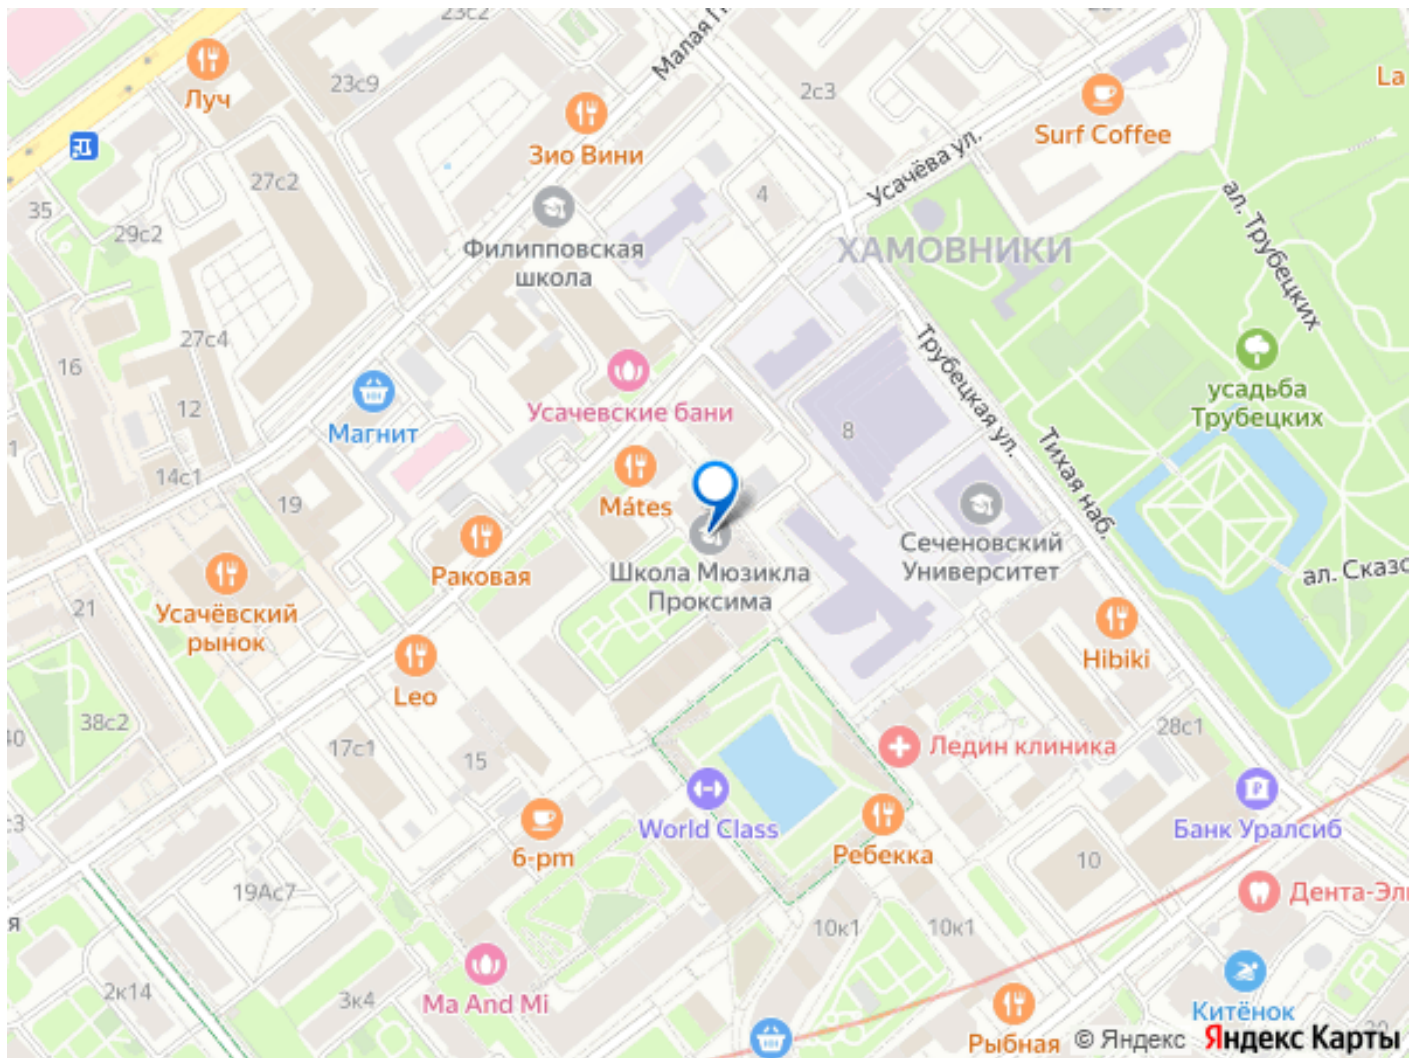 23с2
Малая П
Луч
23с9
2с3
La
Surf Coffee
Зио Вини
Усачёва ул.
27с2
4
ал. Трубецких
35
29с2
Филипповская
школа
ХАМОВНИКИ
27с4
16
Трубецкая ул.
усадьба
Трубецких
12
Усачевские бани
Магнит
8
Тихая наб.
14с1
19
Mátes
Раковая
Сеченовский
Университет
Школа Мюзикла
Проксима
ал. Сказо
21
Усачёвский
рынок
Hibiki
Leo
38с2
40
17с1
15
28с1
Ледин клиника
World Class
Ребекка
Банк Уралсиб
6-pm
10
19Ас7
Дента-Эл
я
10к1
10к1
2к14
3к4
Ma And Mi
Китёнок
Рыбная
© Яндекс Яндекс Карты